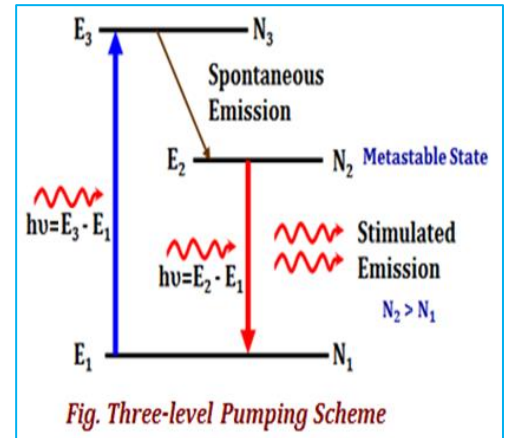 E₃ N₃
Spontaneous
Emission
E₂ N₂ Metastable State
hυ=E₃ - E₁
hυ=E₂ - E₁
Stimulated
Emission
N₂ > N₁
E₁ N₁
Fig. Three-level Pumping Scheme